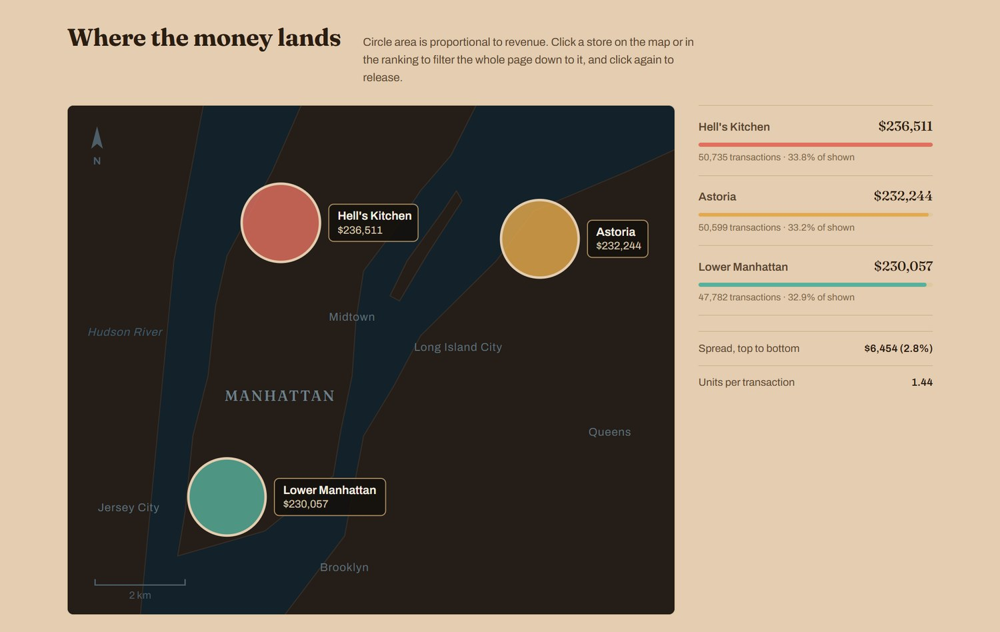 Where the money lands
Circle area is proportional to revenue. Click a store on the map or in
the ranking to filter the whole page down to it, and click again to
release.
N
Hell's Kitchen
$236,511
Astoria
$232,244
Midtown
Hudson River
Long Island City
MANHATTAN
Queens
Lower Manhattan
$230,057
Jersey City
Brooklyn
2 km
Hell's Kitchen $236,511
50,735 transactions · 33.8% of shown
Astoria $232,244
50,599 transactions · 33.2% of shown
Lower Manhattan $230,057
47,782 transactions · 32.9% of shown
Spread, top to bottom $6,454 (2.8%)
Units per transaction 1.44